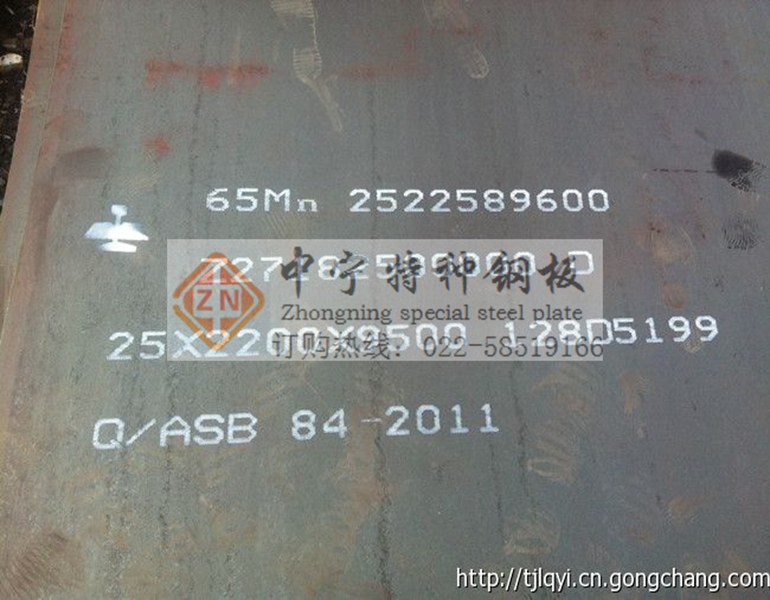 65Mn 2522589600
D
中宁特种钢板
ZN
Zhongning special steel plate
25X2200X9500 128D5199
订购热线：022-58519166
Q/ASB 84-2011
http://tjlqyi.cn.gongchang.com